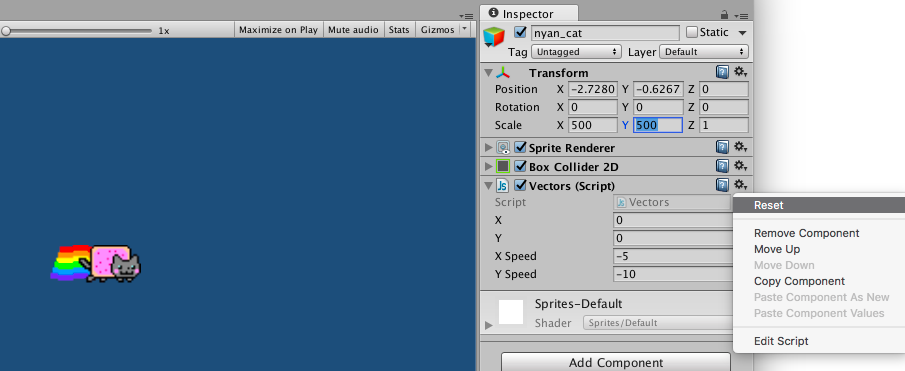 Inspector
1x
Maximize on Play Mute audio Stats Gizmos
nyan_cat Static
Tag Untagged Layer Default
Transform
Position X -2.7280 Y -0.6267 Z 0
Rotation X 0 Y 0 Z 0
Scale X 500 Y 500 Z 1
Sprite Renderer
Box Collider 2D
Js Vectors (Script)
Script Js Vectors
X 0
Y 0
X Speed -5
Y Speed -10
Sprites-Default
Shader Sprites/Default
Add Component
Reset
Remove Component
Move Up
Move Down
Copy Component
Paste Component As New
Paste Component Values
Edit Script